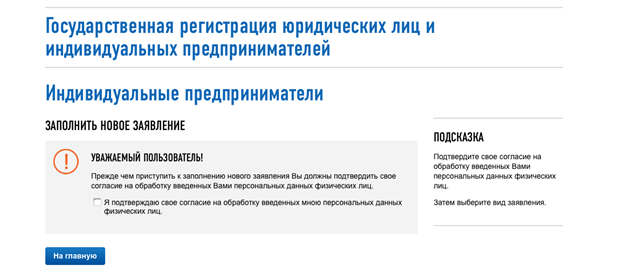 Государственная регистрация юридических лиц и
индивидуальных предпринимателей
Индивидуальные предприниматели
ЗАПОЛНИТЬ НОВОЕ ЗАЯВЛЕНИЕ
УВАЖАЕМЫЙ ПОЛЬЗОВАТЕЛЬ!
Прежде чем приступить к заполнению нового заявления Вы должны подтвердить свое
согласие на обработку введенных Вами персональных данных физических лиц.
Я подтверждаю свое согласие на обработку введенных мною персональных данных
физических лиц.
На главную
ПОДСКАЗКА
Подтвердите свое согласие на
обработку введенных Вами
персональных данных физических
лиц.
Затем выберите вид заявления.